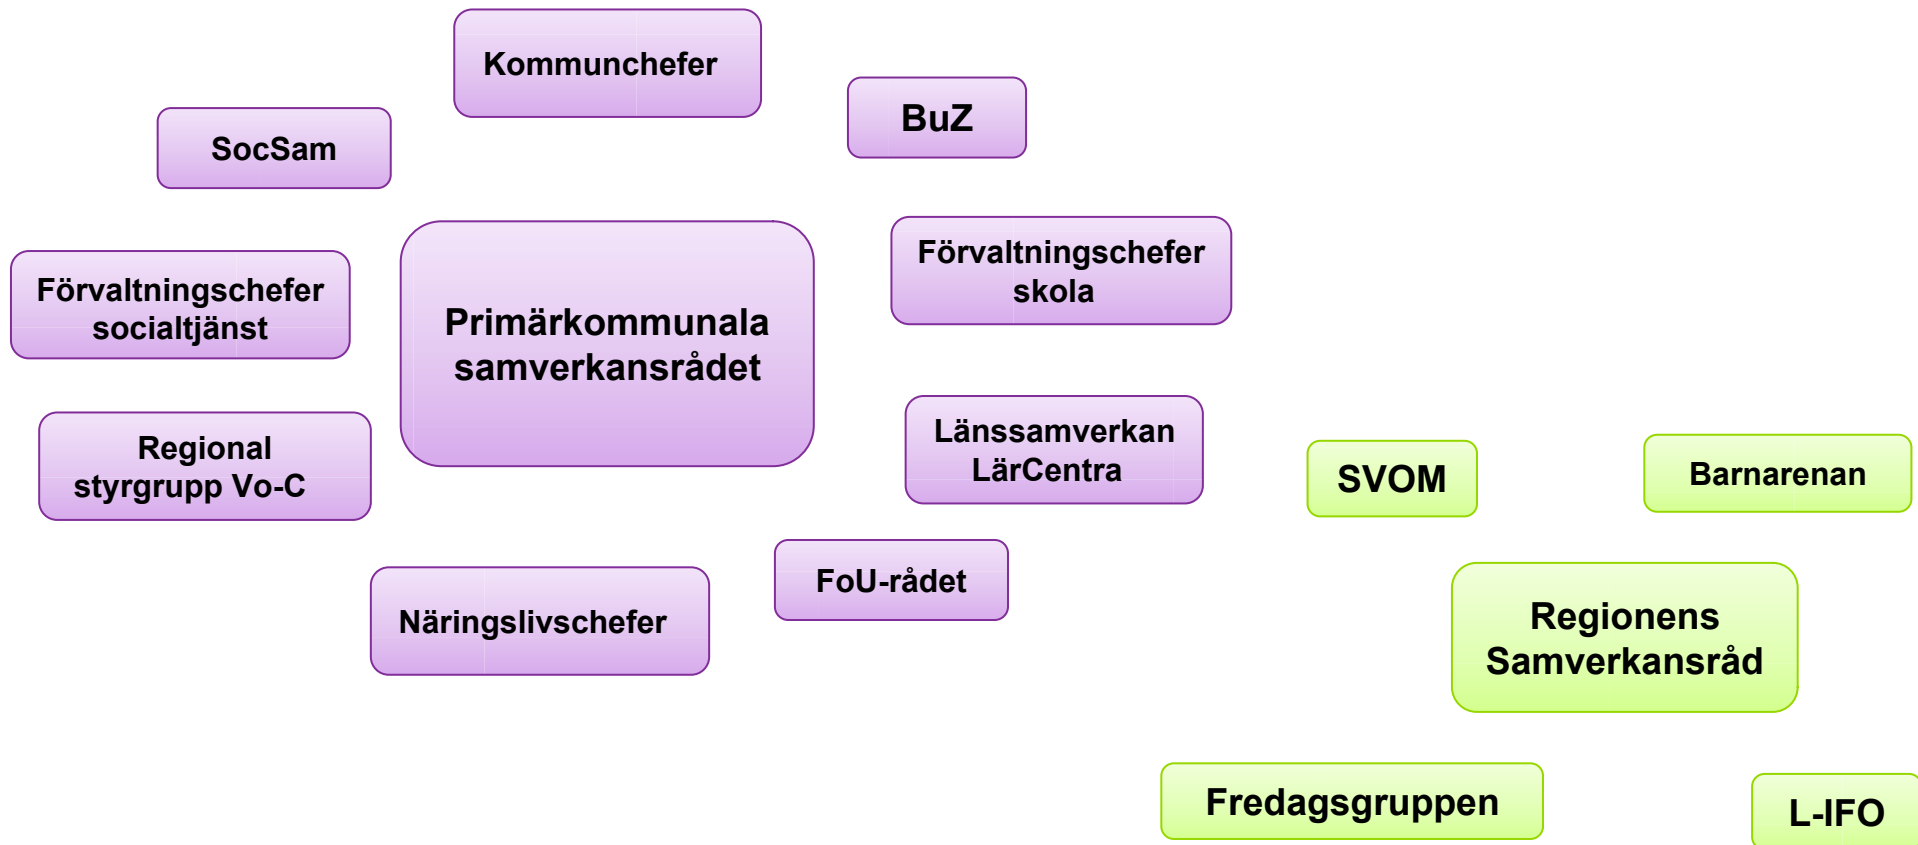 Kommunchefer
BuZ
SocSam
Förvaltningschefer
skola
Förvaltningschefer
socialtjänst
Primärkommunala
samverkansrådet
Regional
styrgrupp Vo-C
Länssamverkan
LärCentra
SVOM
Barnarenan
FoU-rådet
Näringslivschefer
Regionens
Samverkansråd
Fredagsgruppen
L-IFO